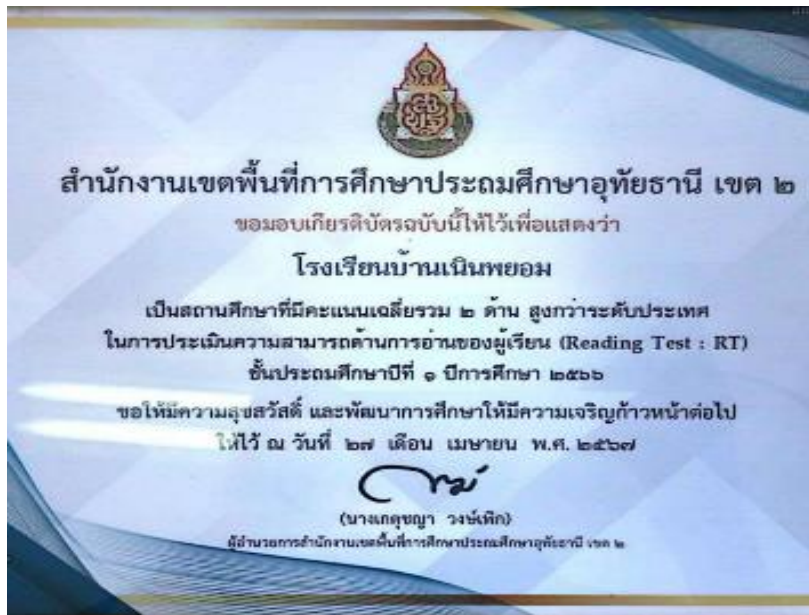 สำนักงานเขตพื้นที่การศึกษาประถมศึกษาอุทัยธานี เขต ๒
ขอมอบเกียรติบัตรฉบับนี้ให้ไว้เพื่อแสดงว่า
โรงเรียนบ้านเนินพยอม
เป็นสถานศึกษาที่มีคะแนนเฉลี่ยรวม ๒ ด้าน สูงกว่าระดับประเทศ
ในการประเมินความสามารถด้านการอ่านของผู้เรียน (Reading Test : RT)
ชั้นประถมศึกษาปีที่ ๑ ปีการศึกษา ๒๕๖๖
ขอให้มีความสุขสวัสดิ์ และพัฒนาการศึกษาให้มีความเจริญก้าวหน้าต่อไป
ให้ไว้ ณ วันที่ ๒๗ เดือน เมษายน พ.ศ. ๒๕๖๗
(นางเกตุชญา วงษ์เทิก)
ผู้อำนวยการสำนักงานเขตพื้นที่การศึกษาประถมศึกษาอุทัยธานี เขต ๒